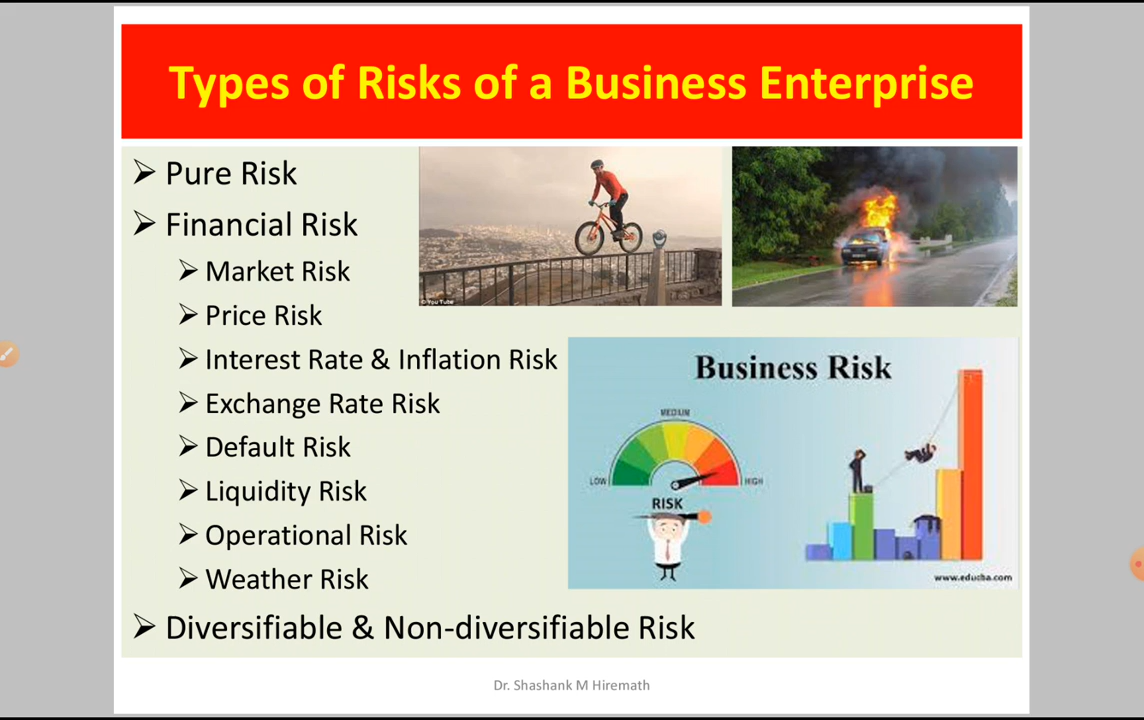 Types of Risks of a Business Enterprise
➢ Pure Risk
➢ Financial Risk
➢ Market Risk
➢ Price Risk
➢ Interest Rate & Inflation Risk
➢ Exchange Rate Risk
➢ Default Risk
➢ Liquidity Risk
➢ Operational Risk
➢ Weather Risk
➢ Diversifiable & Non-diversifiable Risk
© You Tube
Business Risk
MEDIUM
LOW
HIGH
RISK
www.educba.com
Dr. Shashank M Hiremath